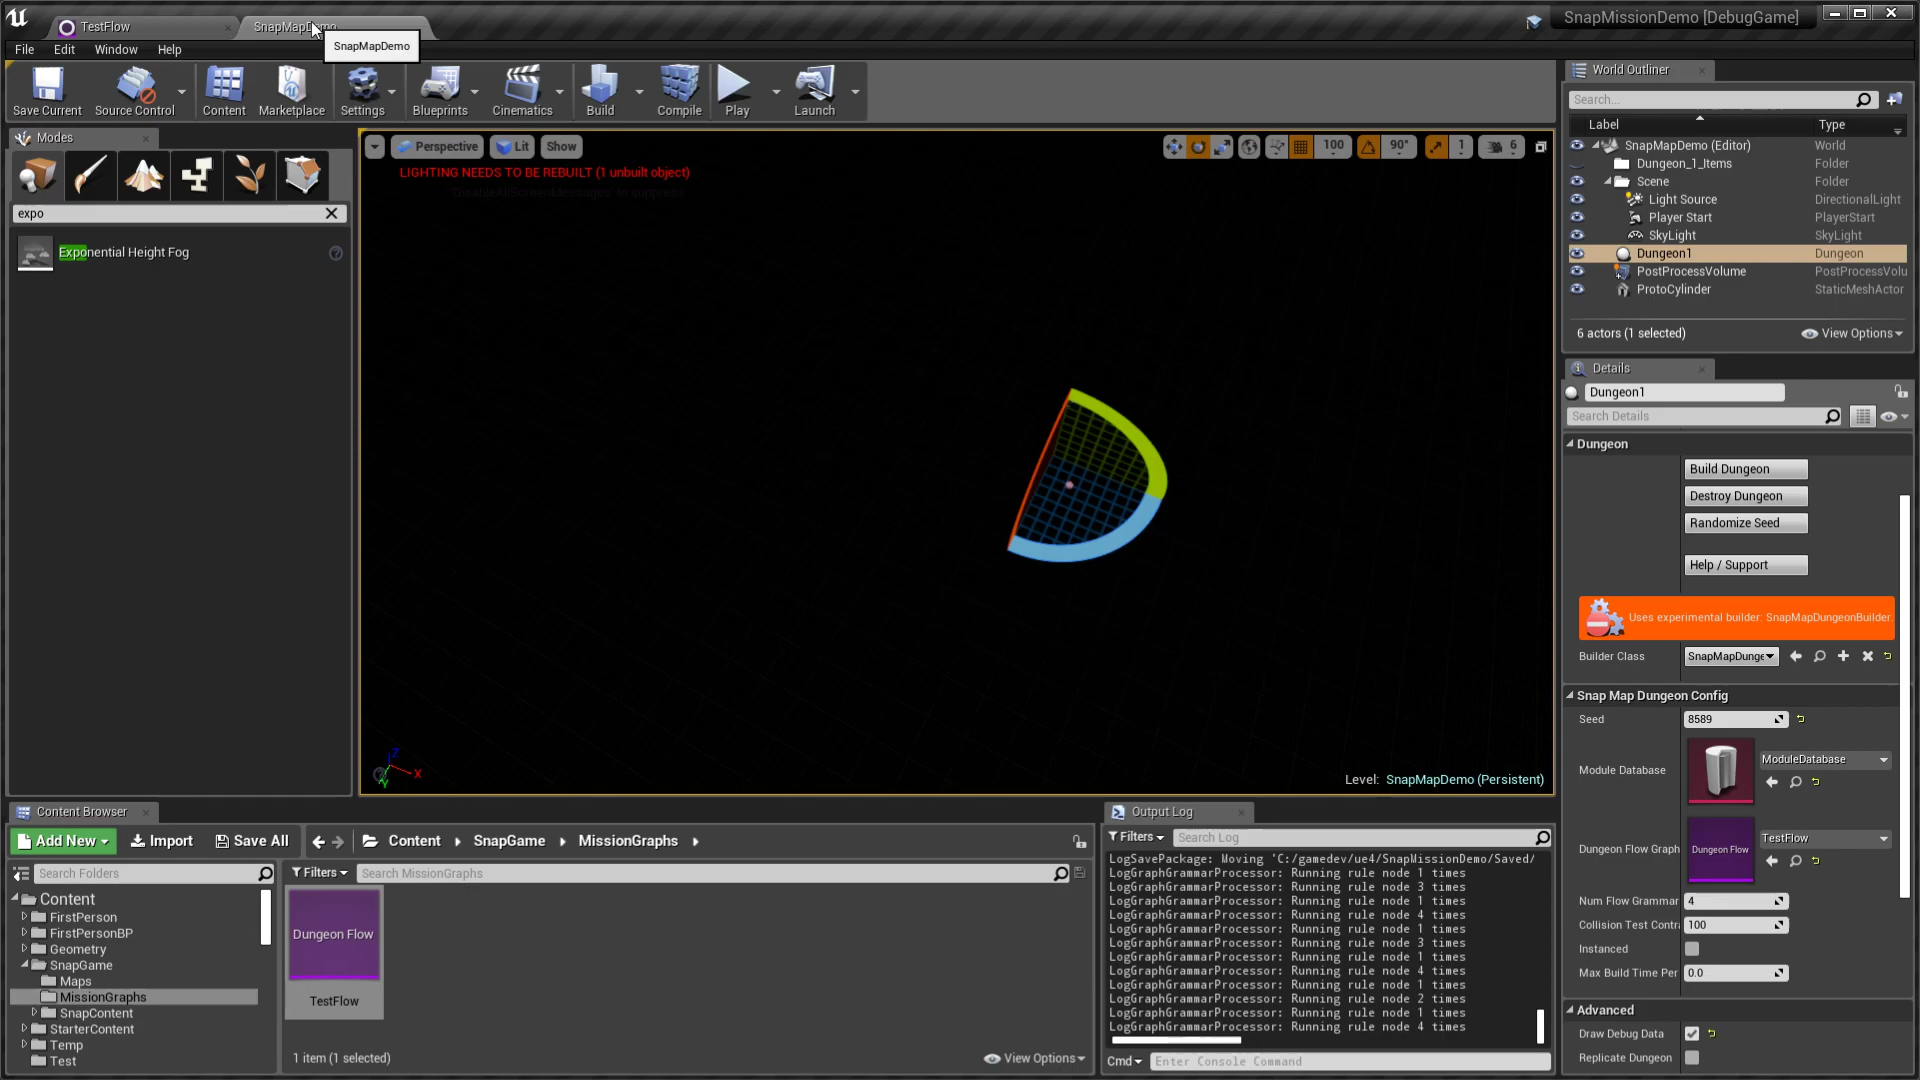 TestFlow
SnapMapDemo
SnapMissionDemo [DebugGame]
SnapMapDemo
File Edit Window Help
Save Current
Source Control
Content
Marketplace
Settings
Blueprints
Cinematics
Build
Compile
Play
Launch
Modes
expo
Exponential Height Fog
Perspective
Lit
Show
100
90°
1
6
LIGHTING NEEDS TO BE REBUILT (1 unbuilt object)
'DisableAllScreenMessages' to suppress
Z
X
Y
Level: SnapMapDemo (Persistent)
World Outliner
Search...
Label Type
SnapMapDemo (Editor) World
Dungeon_1_Items Folder
Scene Folder
Light Source DirectionalLight
Player Start PlayerStart
SkyLight SkyLight
Dungeon1 Dungeon
PostProcessVolume PostProcessVolu
ProtoCylinder StaticMeshActor
6 actors (1 selected)
View Options
Details
Dungeon1
Search Details
Dungeon
Build Dungeon
Destroy Dungeon
Randomize Seed
Help / Support
Uses experimental builder: SnapMapDungeonBuilder
Builder Class SnapMapDunge
Snap Map Dungeon Config
Seed 8589
Module Database ModuleDatabase
Dungeon Flow Graph Dungeon Flow TestFlow
Num Flow Grammar 4
Collision Test Contra 100
Instanced
Max Build Time Per 0.0
Advanced
Draw Debug Data
Replicate Dungeon
Content Browser
Add New
Import
Save All
Content
SnapGame
MissionGraphs
Search Folders
Filters
Search MissionGraphs
Content
FirstPerson
FirstPersonBP
Geometry
SnapGame
Maps
MissionGraphs
SnapContent
StarterContent
Temp
Test
Dungeon Flow
TestFlow
1 item (1 selected)
View Options
Output Log
Filters
Search Log
LogSavePackage: Moving 'C:/gamedev/ue4/SnapMissionDemo/Saved/
LogGraphGrammarProcessor: Running rule node 1 times
LogGraphGrammarProcessor: Running rule node 3 times
LogGraphGrammarProcessor: Running rule node 1 times
LogGraphGrammarProcessor: Running rule node 4 times
LogGraphGrammarProcessor: Running rule node 1 times
LogGraphGrammarProcessor: Running rule node 3 times
LogGraphGrammarProcessor: Running rule node 1 times
LogGraphGrammarProcessor: Running rule node 4 times
LogGraphGrammarProcessor: Running rule node 1 times
LogGraphGrammarProcessor: Running rule node 2 times
LogGraphGrammarProcessor: Running rule node 1 times
LogGraphGrammarProcessor: Running rule node 4 times
Cmd
Enter Console Command